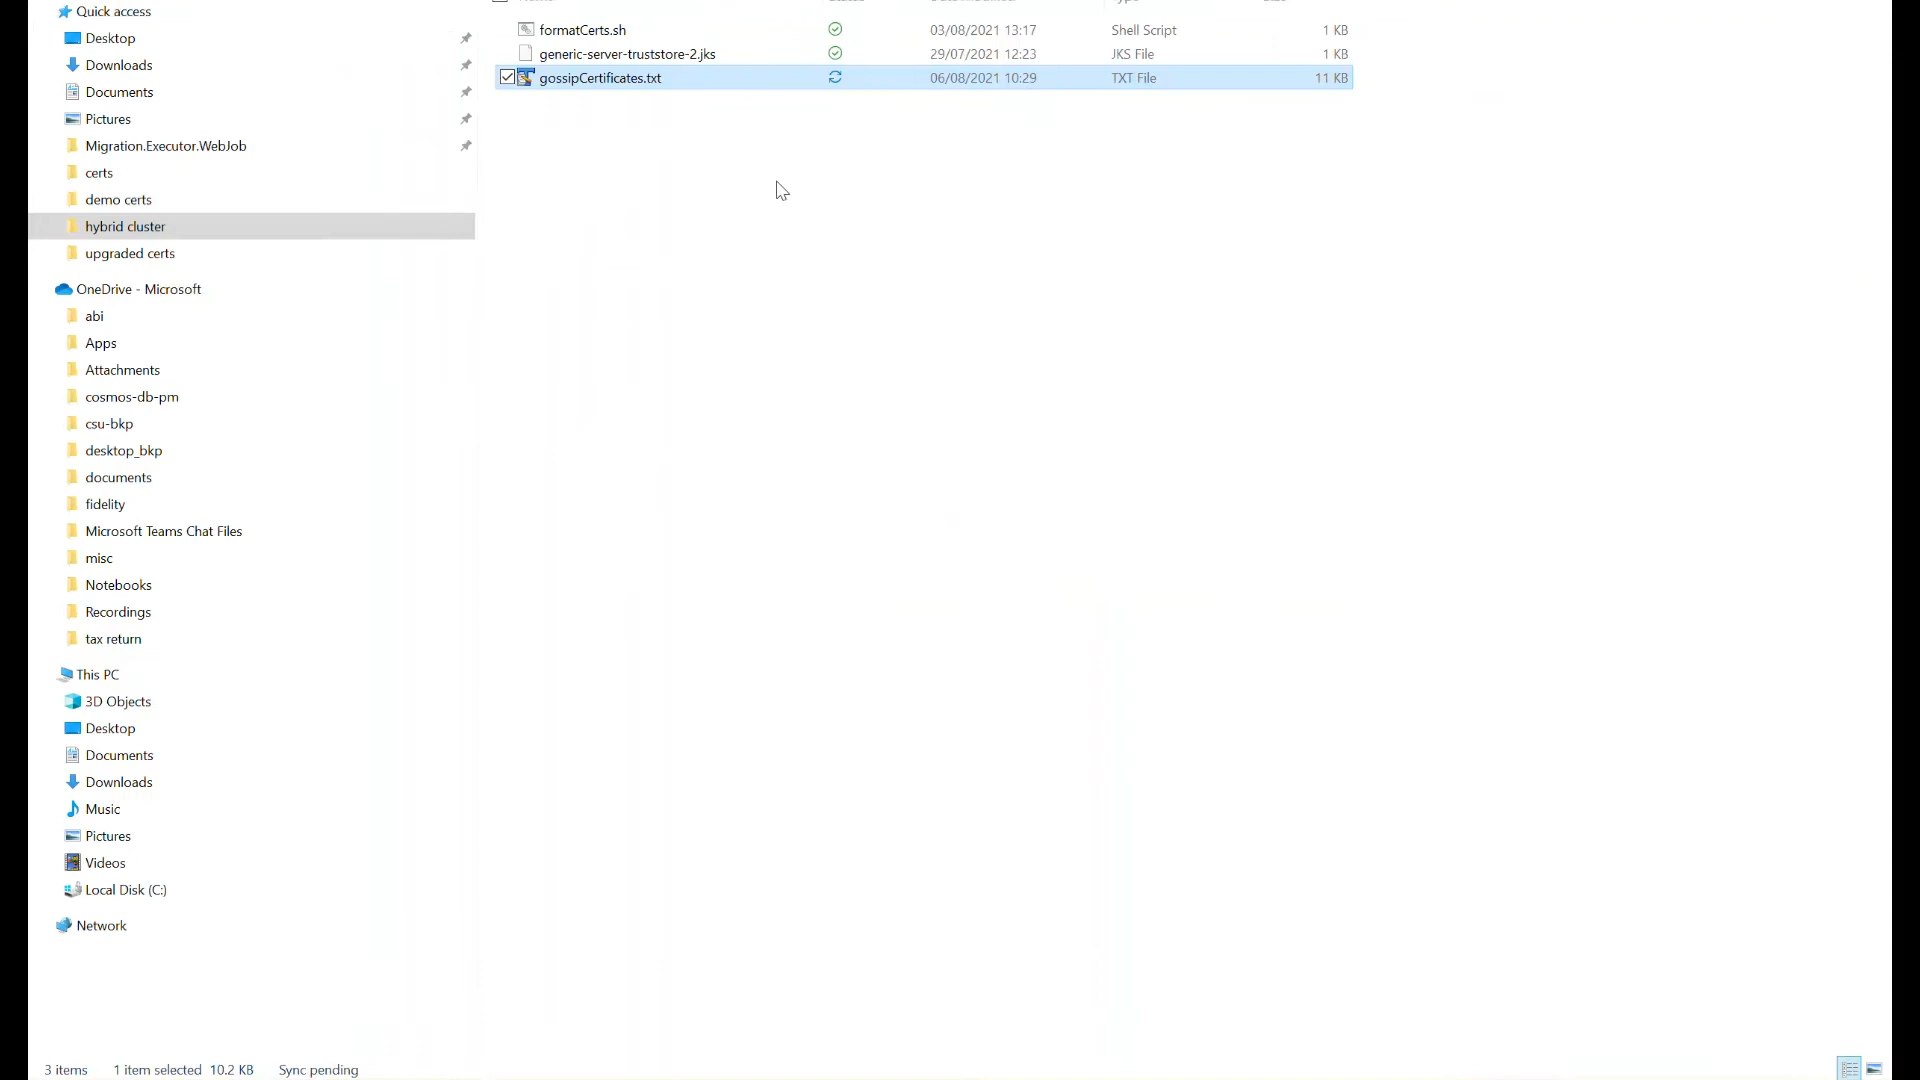 Quick access
Desktop
Downloads
Documents
Pictures
Migration.Executor.WebJob
certs
demo certs
hybrid cluster
upgraded certs
OneDrive - Microsoft
abi
Apps
Attachments
cosmos-db-pm
csu-bkp
desktop_bkp
documents
fidelity
Microsoft Teams Chat Files
misc
Notebooks
Recordings
tax return
This PC
3D Objects
Desktop
Documents
Downloads
Music
Pictures
Videos
Local Disk (C:)
Network
formatCerts.sh 03/08/2021 13:17 Shell Script 1 KB
generic-server-truststore-2.jks 29/07/2021 12:23 JKS File 1 KB
gossipCertificates.txt 06/08/2021 10:29 TXT File 11 KB
3 items 1 item selected 10.2 KB Sync pending